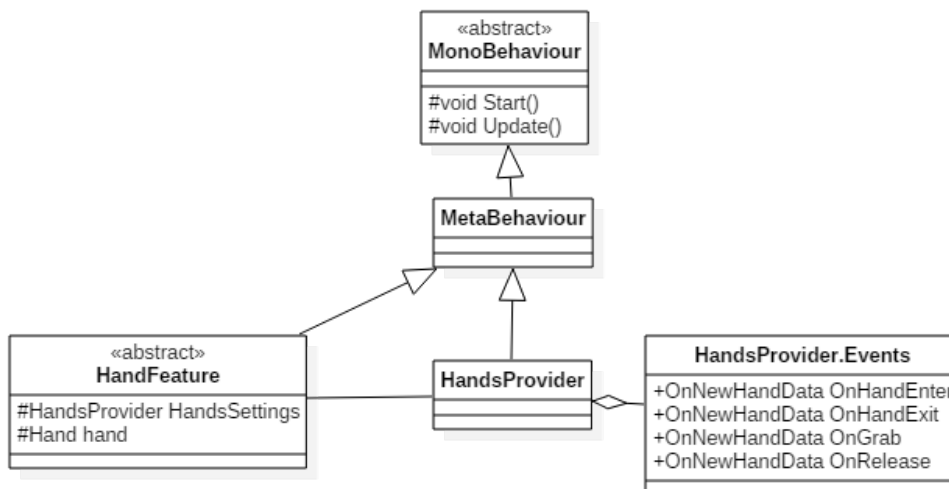 «abstract»
MonoBehaviour
#void Start()
#void Update()
MetaBehaviour
«abstract»
HandFeature
#HandsProvider HandsSettings
#Hand hand
HandsProvider
HandsProvider.Events
+OnNewHandData OnHandEnter
+OnNewHandData OnHandExit
+OnNewHandData OnGrab
+OnNewHandData OnRelease